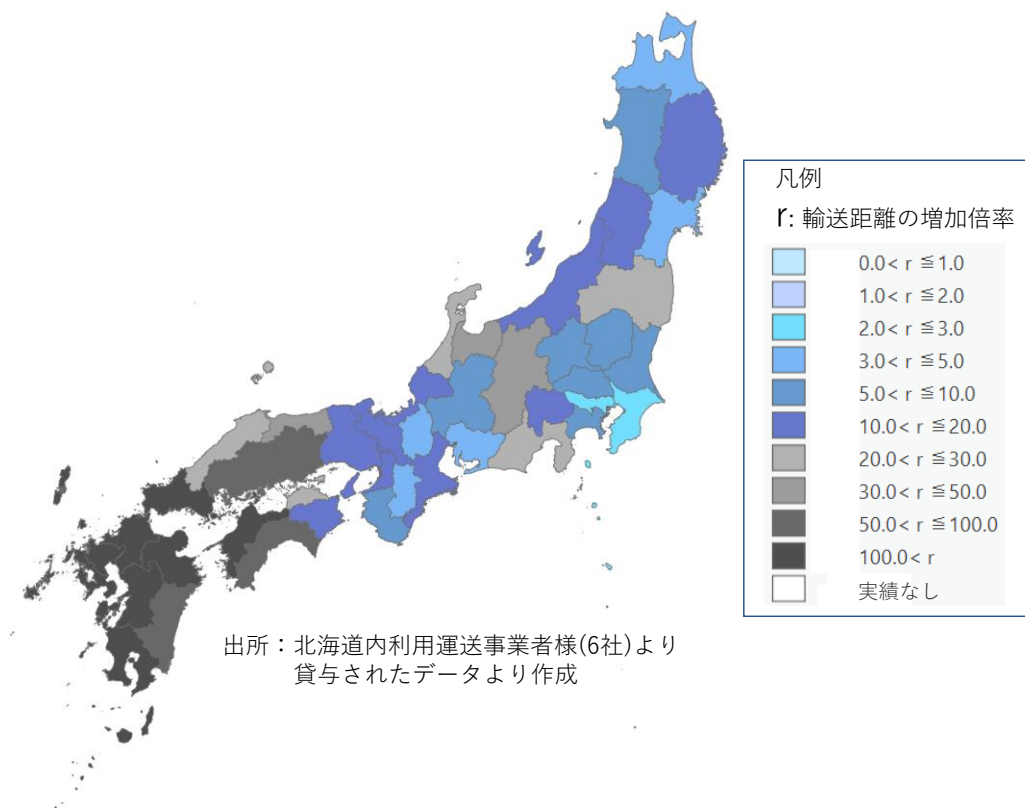 凡例
r: 輸送距離の増加倍率
0.0< r ≦1.0
1.0< r ≦2.0
2.0< r ≦3.0
3.0< r ≦5.0
5.0< r ≦10.0
10.0< r ≦20.0
20.0< r ≦30.0
30.0< r ≦50.0
50.0< r ≦100.0
100.0< r
実績なし
出所：北海道内利用運送事業者様(6社)より
貸与されたデータより作成